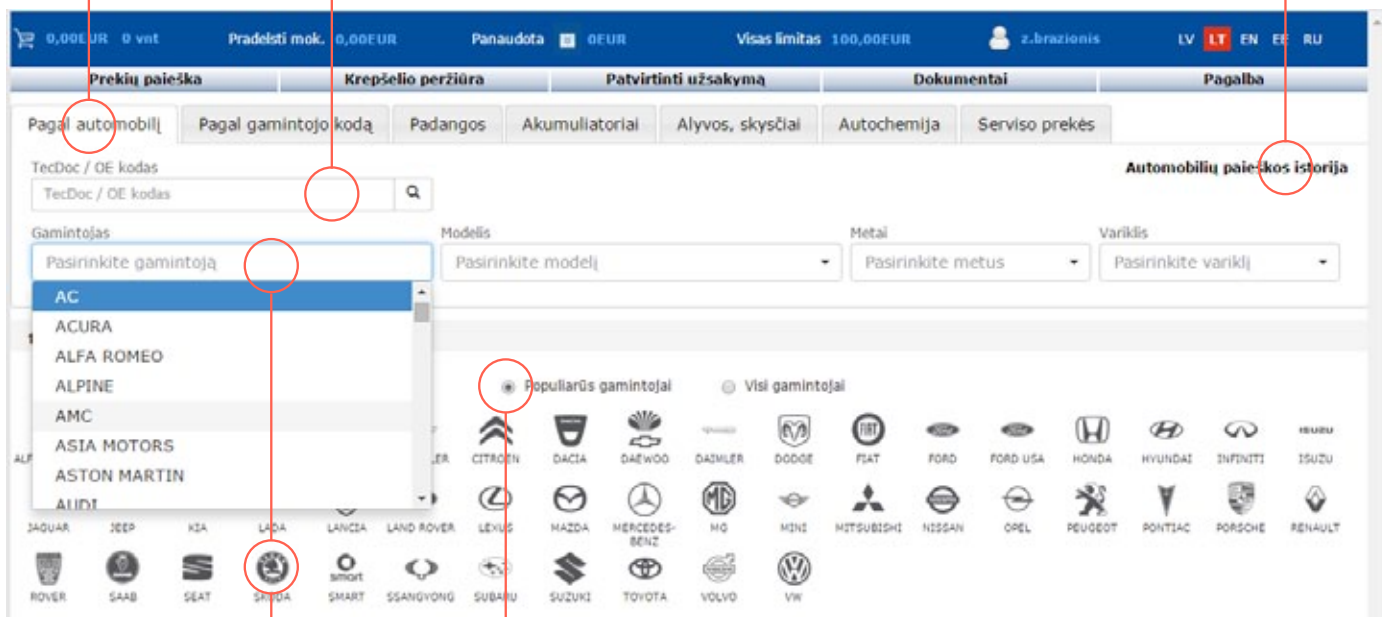 0,00EUR 0 vnt Pradelsti mok. 0,00EUR Panaudota 0EUR Visas limitas 100,00EUR z.brazionis LV LT EN EE RU
Prekių paieška Krepšelio peržiūra Patvirtinti užsakymą Dokumentai Pagalba
Pagal automobilį Pagal gamintojo kodą Padangos Akumuliatoriai Alyvos, skysčiai Autochemija Serviso prekės
TecDoc / OE kodas
Automobilių paieškos istorija
TecDoc / OE kodas
Gamintojas Modelis Metai Variklis
Pasirinkite gamintoją Pasirinkite modelį Pasirinkite metus Pasirinkite variklį
AC
ACURA
ALFA ROMEO
ALPINE
Populiarūs gamintojai Visi gamintojai
AMC
ASIA MOTORS
ASTON MARTIN
AUDI
CITROEN DACIA DAEWOO DAIMLER DODGE FIAT FORD FORD USA HONDA HYUNDAI INFINITI ISUZU
JAGUAR JEEP KIA LADA LANCIA LAND ROVER LEXUS MAZDA MERCEDES-BENZ MG MINI MITSUBISHI NISSAN OPEL PEUGEOT PONTIAC PORSCHE RENAULT
ROVER SAAB SEAT SKODA SMART SSANGYONG SUBARU SUZUKI TOYOTA VOLVO VW